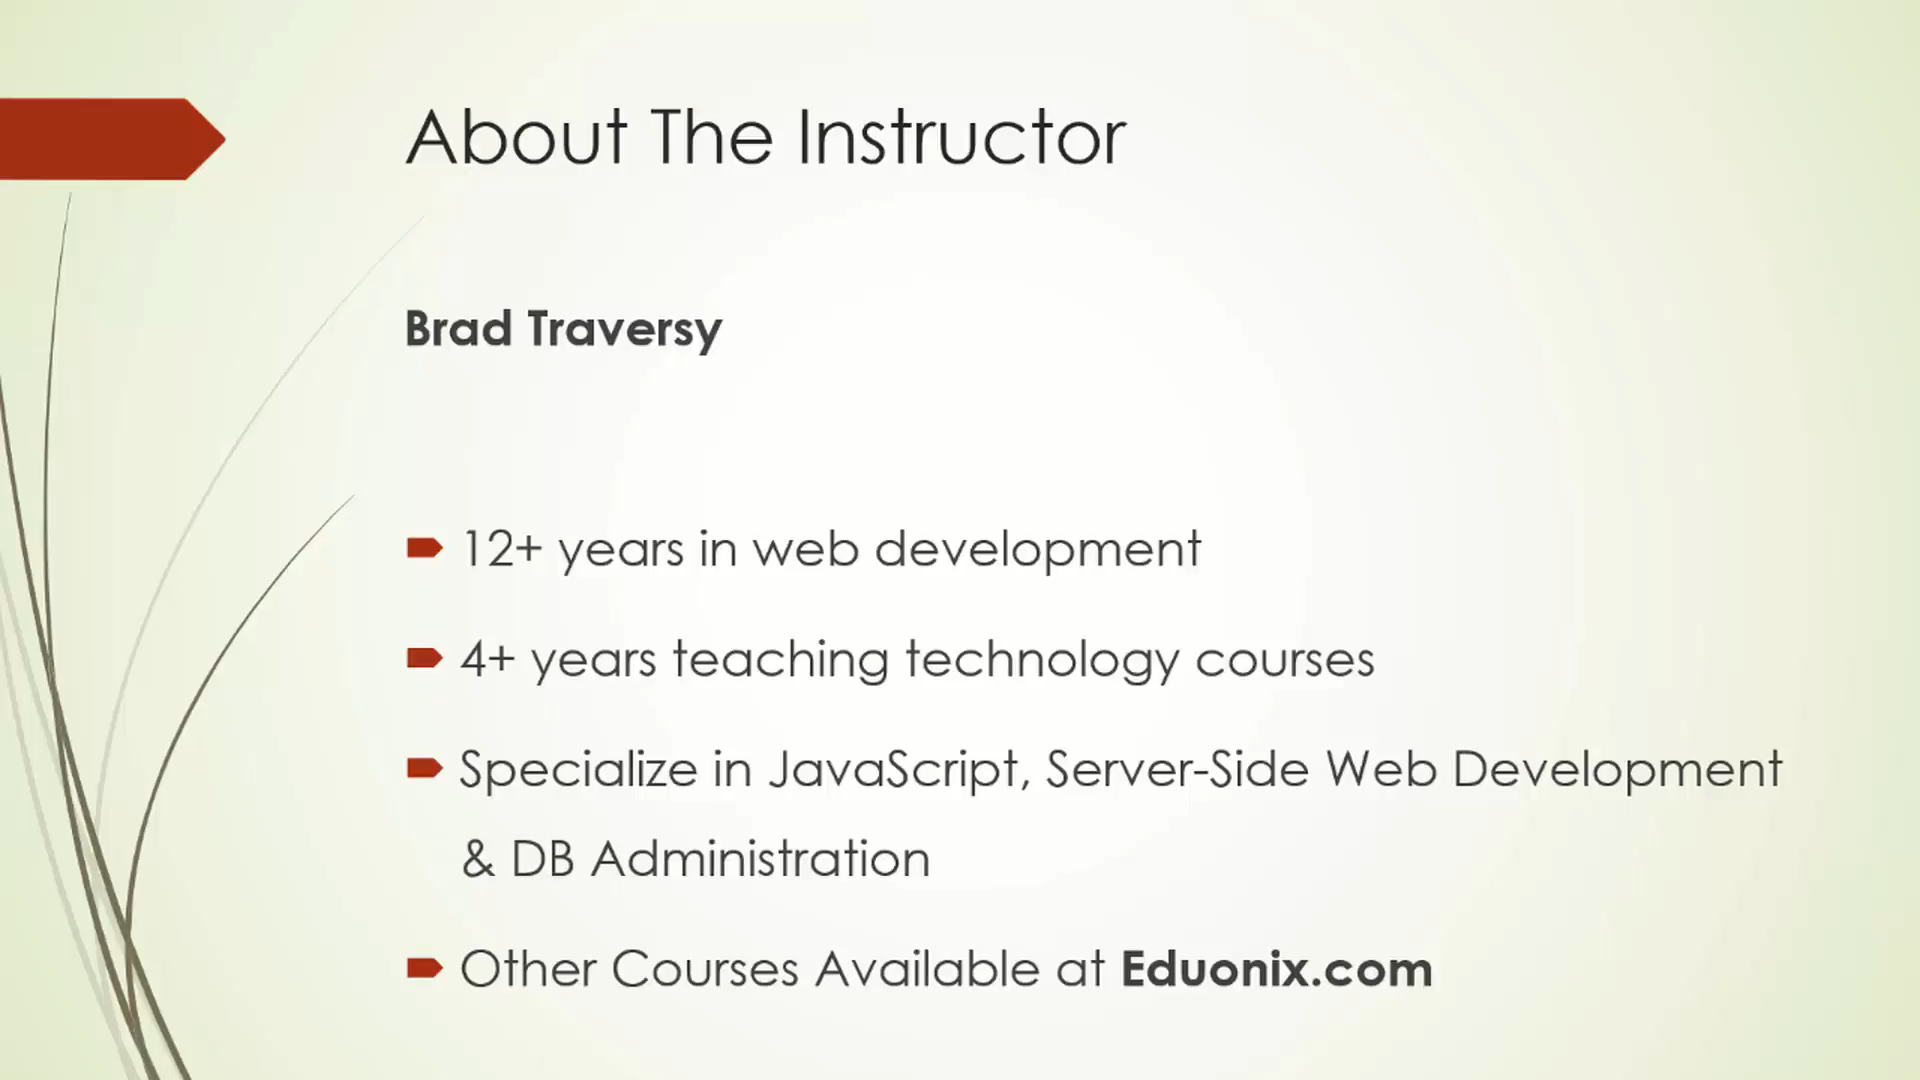 About The Instructor
Brad Traversy
12+ years in web development
4+ years teaching technology courses
Specialize in JavaScript, Server-Side Web Development
& DB Administration
Other Courses Available at Eduonix.com